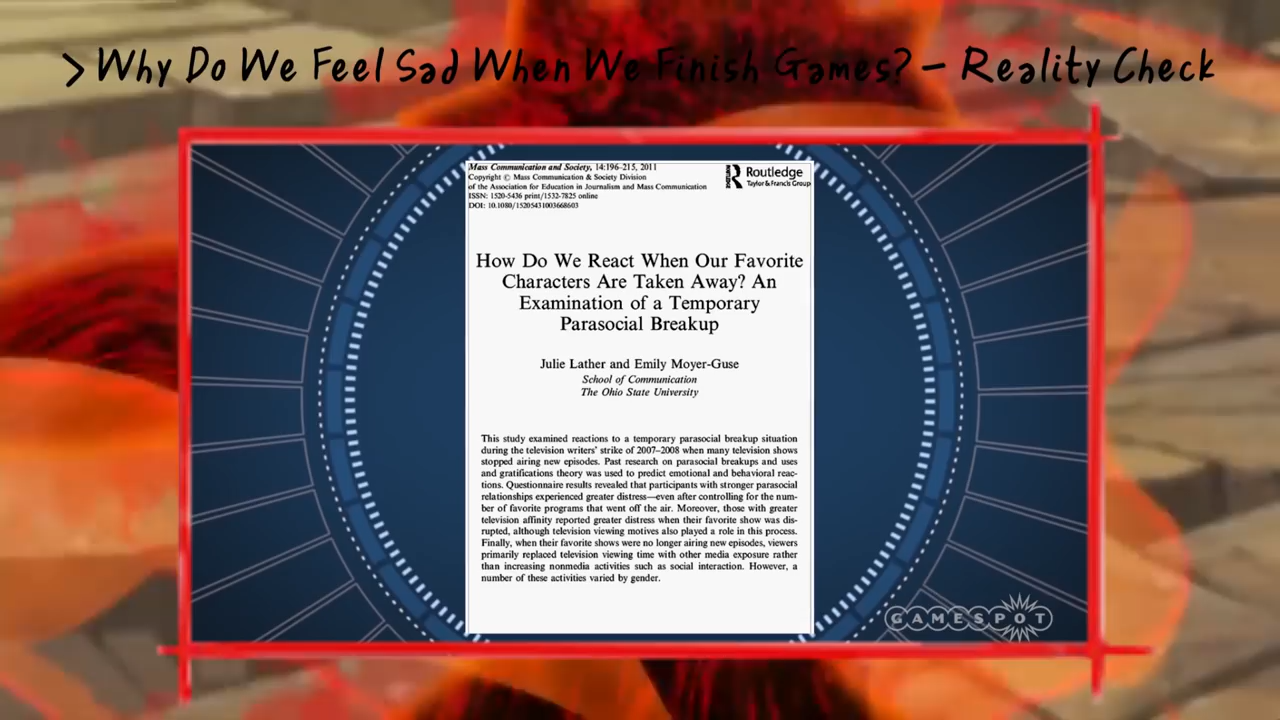 > Why Do We Feel Sad When We Finish Games? – Reality Check
Mass Communication and Society, 14:196–215, 2011
Copyright © Mass Communication & Society Division
of the Association for Education in Journalism and Mass Communication
ISSN: 1520-5436 print/1532-7825 online
DOI: 10.1080/15205431003668603
Routledge
Taylor & Francis Group
How Do We React When Our Favorite
Characters Are Taken Away? An
Examination of a Temporary
Parasocial Breakup
Julie Lather and Emily Moyer-Guse
School of Communication
The Ohio State University
This study examined reactions to a temporary parasocial breakup situation
during the television writers' strike of 2007–2008 when many television shows
stopped airing new episodes. Past research on parasocial breakups and uses
and gratifications theory was used to predict emotional and behavioral reac-
tions. Questionnaire results revealed that participants with stronger parasocial
relationships experienced greater distress—even after controlling for the num-
ber of favorite programs that went off the air. Moreover, those with greater
television affinity reported greater distress when their favorite show was dis-
rupted, although television viewing motives also played a role in this process.
Finally, when their favorite shows were no longer airing new episodes, viewers
primarily replaced television viewing time with other media exposure rather
than increasing nonmedia activities such as social interaction. However, a
number of these activities varied by gender.
GAMESPOT